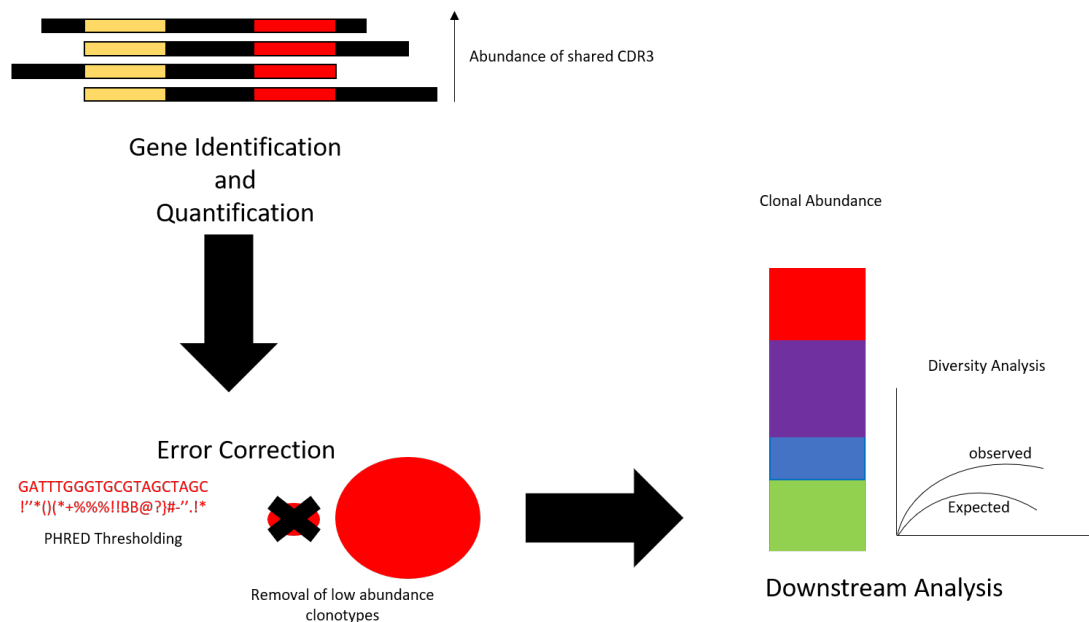 Abundance of shared CDR3
Gene Identification
and
Quantification
Error Correction
GATTTGGGTGCGTAGCTAGC
!’’*()(*+%%%!!BB@?}#-’’.!*
PHRED Thresholding
Removal of low abundance
clonotypes
Clonal Abundance
Diversity Analysis
observed
Expected
Downstream Analysis